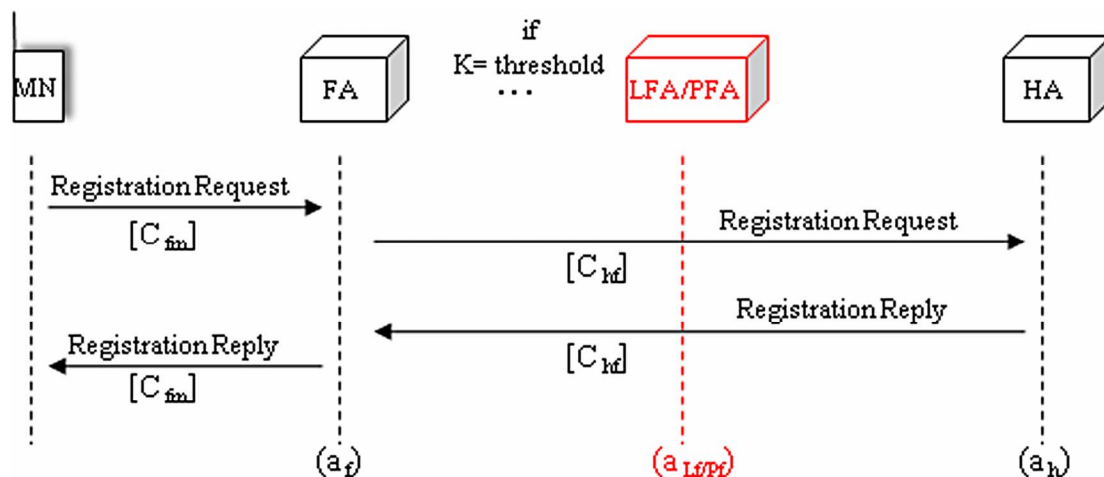 if
K= threshold
...
MN
FA
LFA/PFA
HA
Registration Request
[C fm]
Registration Request
[C hf]
Registration Reply
[C hf]
Registration Reply
[C fm]
(a f)
(a Lf/Pf)
(a h)